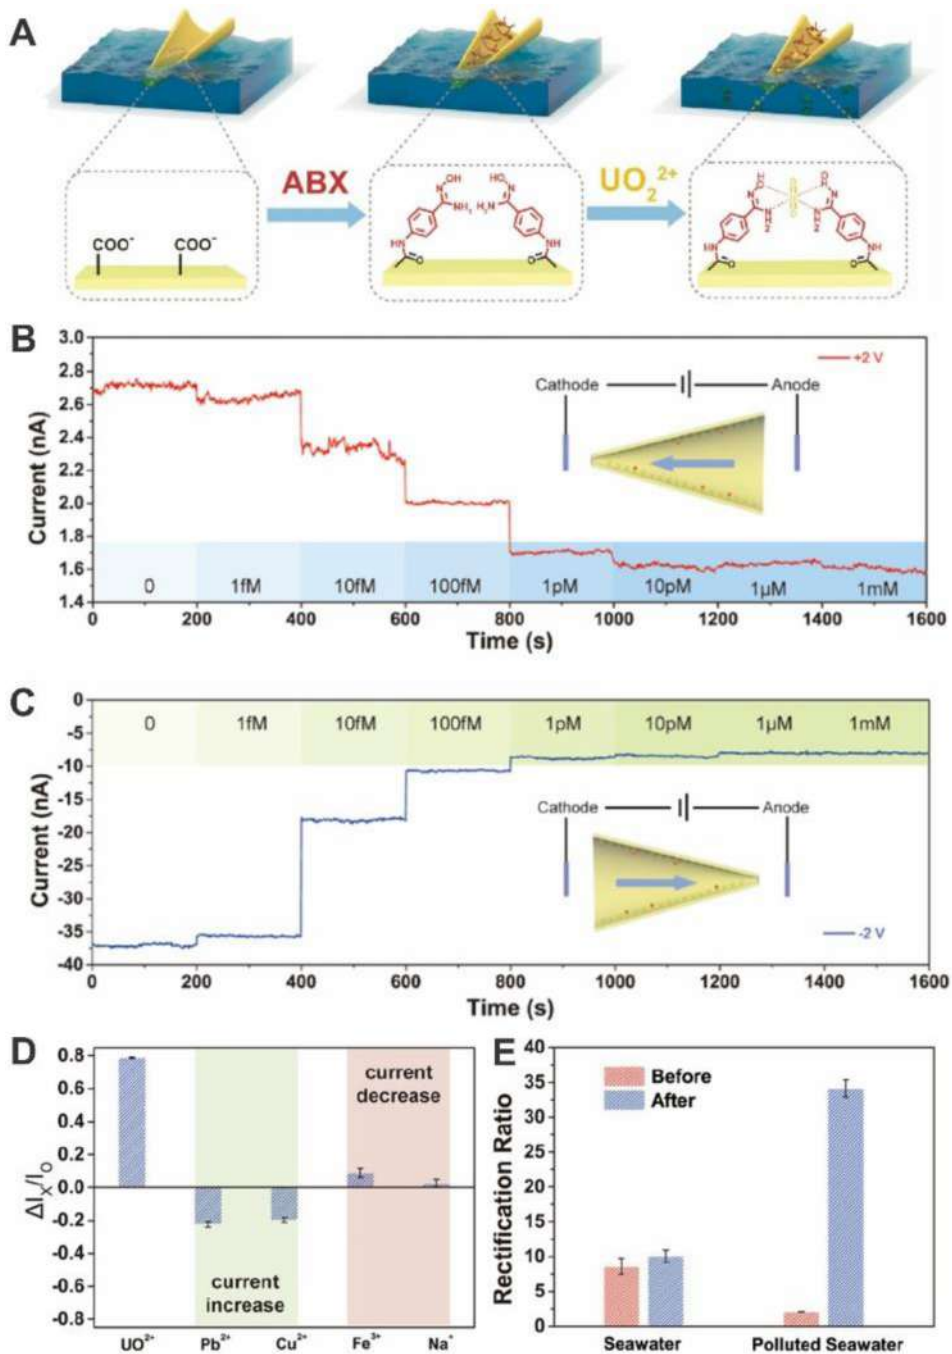 A
ABX
UO₂²⁺
COO⁻
COO⁻
HO
N
NH₂
HN
O
N-OH
H₂N
NH
O
HN
O
NH
O
B
Current (nA)
3.0
2.8
2.6
2.4
2.2
2.0
1.8
1.6
1.4
+2 V
Cathode
Anode
0 1fM 10fM 100fM 1pM 10pM 1μM 1mM
0 200 400 600 800 1000 1200 1400 1600
Time (s)
C
Current (nA)
0
-5
-10
-15
-20
-25
-30
-35
-40
0 1fM 10fM 100fM 1pM 10pM 1μM 1mM
Cathode
Anode
-2 V
0 200 400 600 800 1000 1200 1400 1600
Time (s)
D
ΔIₓ/I₀
0.8
0.6
0.4
0.2
0.0
-0.2
-0.4
-0.6
-0.8
current
decrease
current
increase
UO²⁺ Pb²⁺ Cu²⁺ Fe³⁺ Na⁺
E
Rectification Ratio
40
35
30
25
20
15
10
5
0
Before
After
Seawater Polluted Seawater